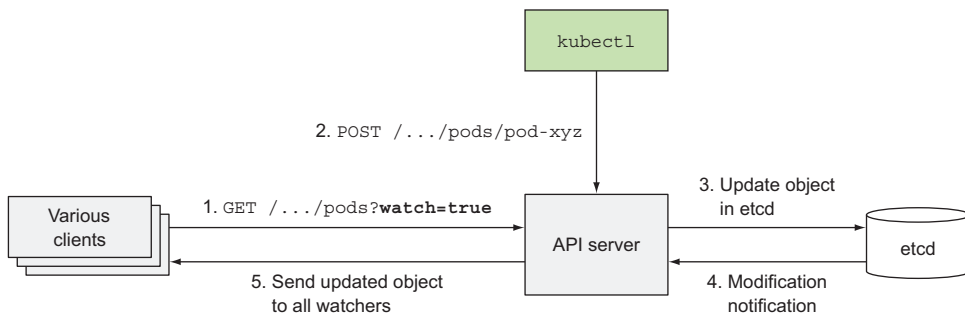 kubectl
2. POST /.../pods/pod-xyz
3. Update object
in etcd
1. GET /.../pods?watch=true
Various
clients
API server
etcd
5. Send updated object
to all watchers
4. Modification
notification